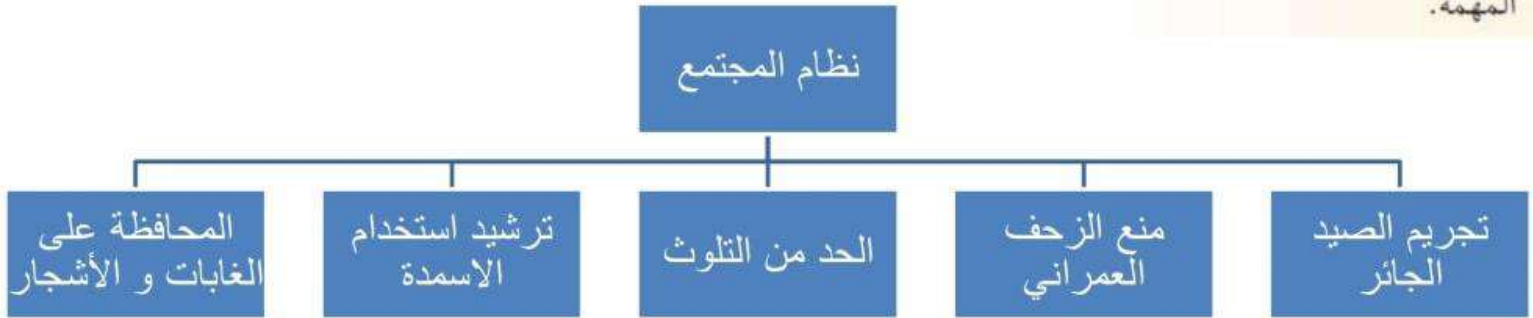 المهمة.
نظام المجتمع
تجريم الصيد
الجائر
منع الزحف
العمراني
الحد من التلوث
ترشيد استخدام
الاسمدة
المحافظة على
الغابات و الأشجار